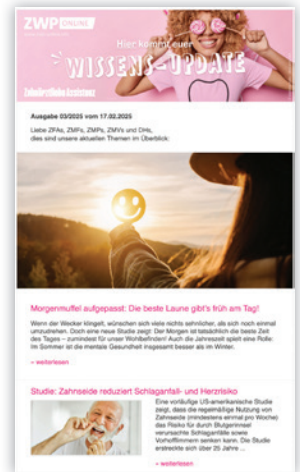 ZWP ONLINE
Hier kommt euer
WISSENS-UPDATE
Zahnärztliche Assistenz
Ausgabe 03/2025 vom 17.02.2025
Liebe ZFAs, ZMFs, ZMPs, ZMVs und DHs,
dies sind unsere aktuellen Themen im Überblick:
Morgenmuffel aufgepasst: Die beste Laune gibt's früh am Tag!
Wenn der Wecker klingelt, wünschen sich viele nichts sehnlicher, als sich noch einmal
umzudrehen. Doch eine neue Studie zeigt: Der Morgen ist tatsächlich die beste Zeit
des Tages – zumindest für unser Wohlbefinden! Auch die Jahreszeit spielt eine Rolle:
Im Sommer ist die mentale Gesundheit insgesamt besser als im Winter.
» weiterlesen
Studie: Zahnseide reduziert Schlaganfall- und Herzrisiko
Eine vorläufige US-amerikanische Studie
zeigt, dass die regelmäßige Nutzung von
Zahnseide (mindestens einmal pro Woche)
das Risiko für durch Blutgerinnsel
verursachte Schlaganfälle sowie
Vorhofflimmern senken kann. Die Studie
erstreckte sich über 25 Jahre ...
» weiterlesen